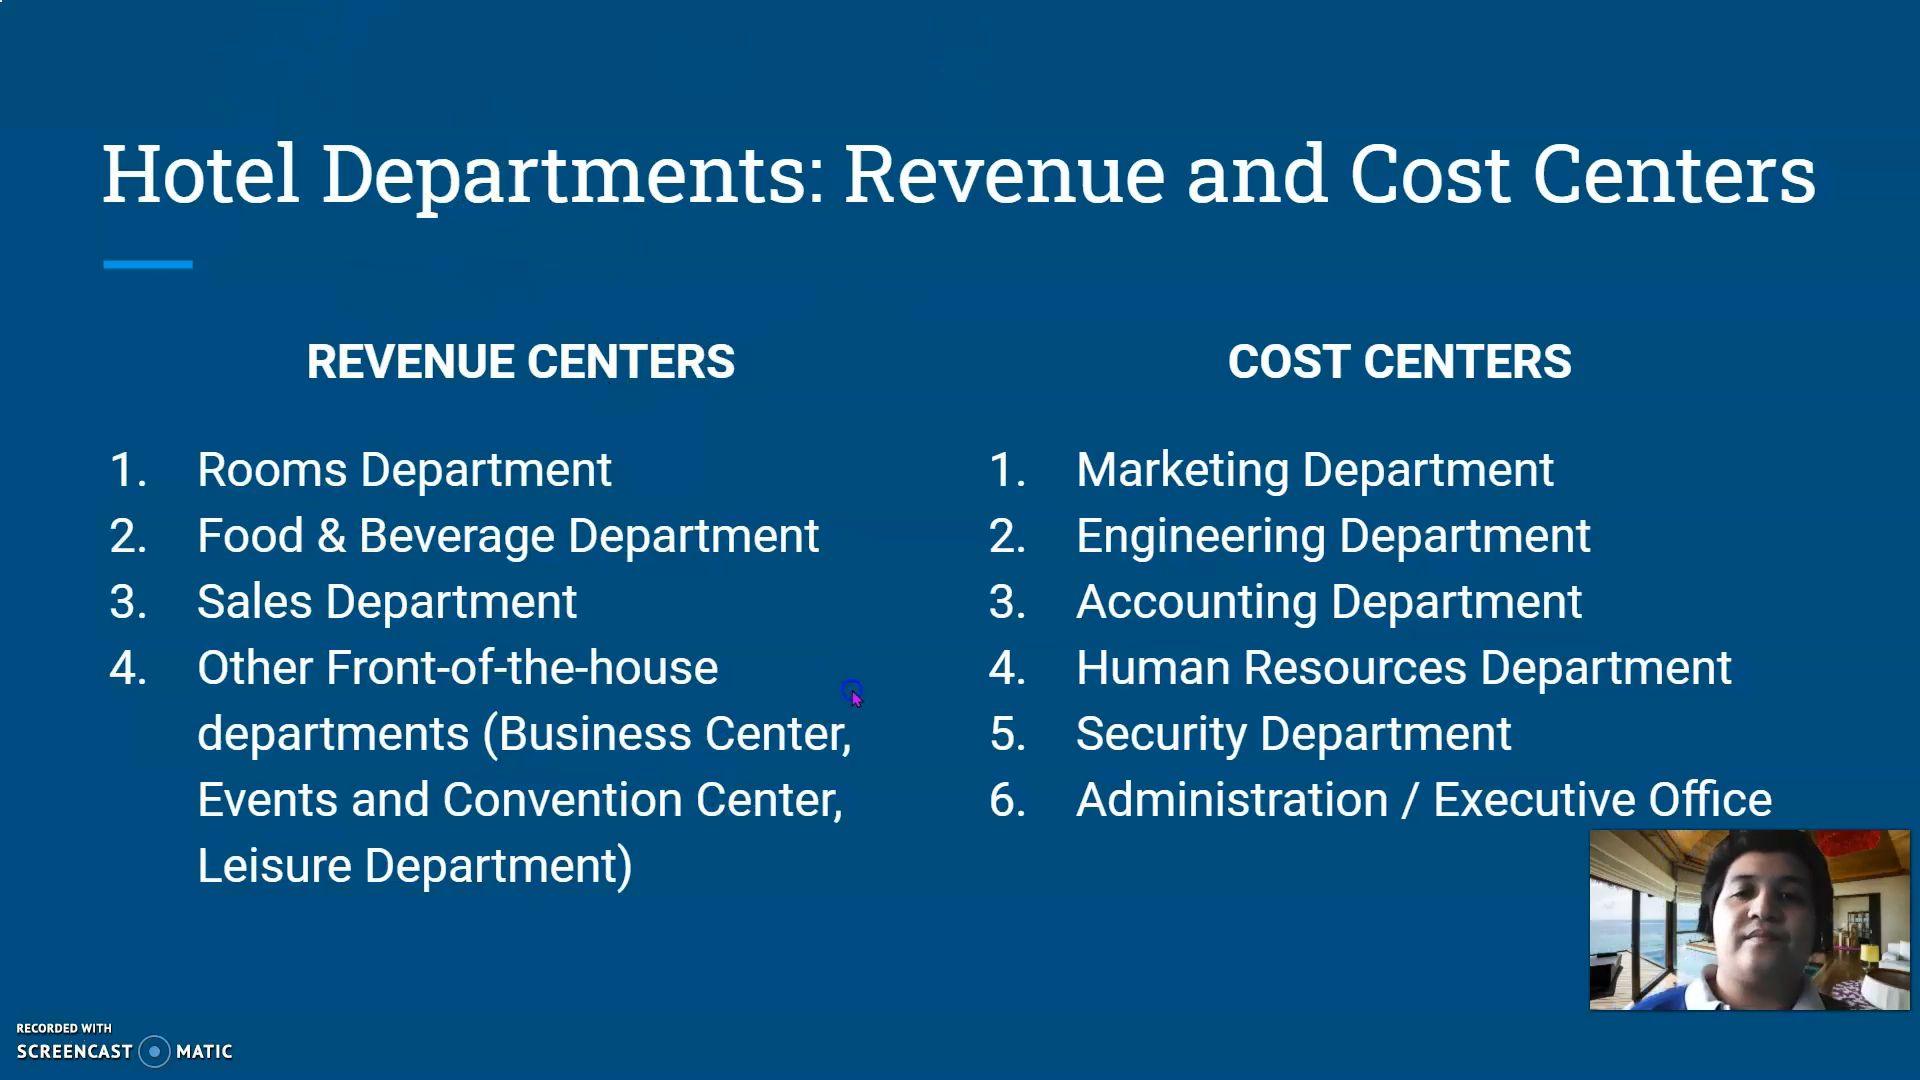 Hotel Departments: Revenue and Cost Centers
REVENUE CENTERS
1. Rooms Department
2. Food & Beverage Department
3. Sales Department
4. Other Front-of-the-house
departments (Business Center,
Events and Convention Center,
Leisure Department)
COST CENTERS
1. Marketing Department
2. Engineering Department
3. Accounting Department
4. Human Resources Department
5. Security Department
6. Administration / Executive Office
RECORDED WITH
SCREENCAST MATIC